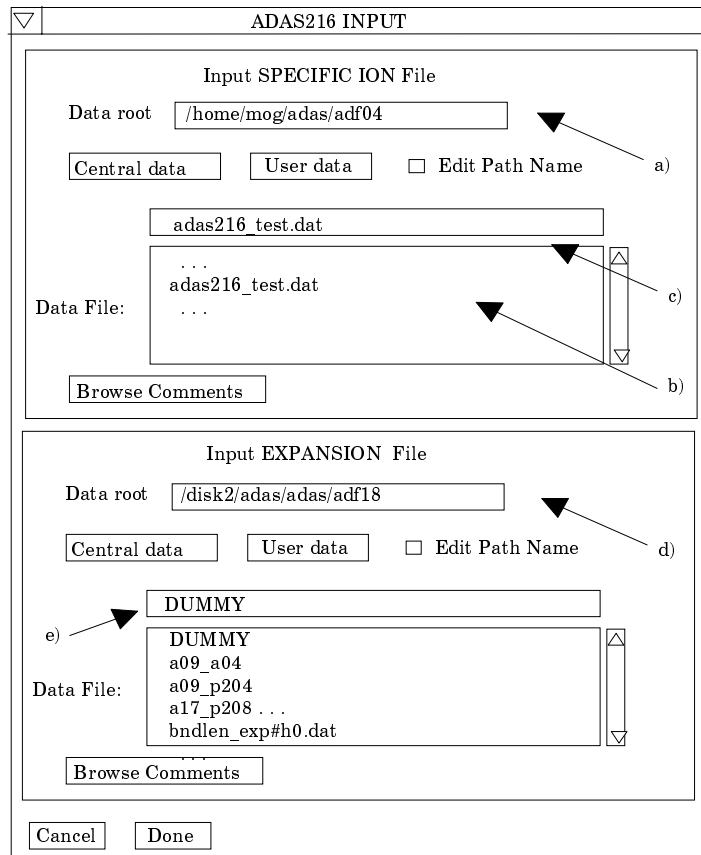 ADAS216 INPUT
Input SPECIFIC ION File
Data root /home/mog/adas/adf04
a)
Central data User data Edit Path Name
adas216_test.dat
c)
. . .
adas216_test.dat
Data File: . . .
b)
Browse Comments
Input EXPANSION File
Data root /disk2/adas/adas/adf18
d)
Central data User data Edit Path Name
DUMMY
e)
DUMMY
a09_a04
Data File: a09_p204
a17_p208 . . .
bndlen_exp#h0.dat
. . .
Browse Comments
Cancel Done